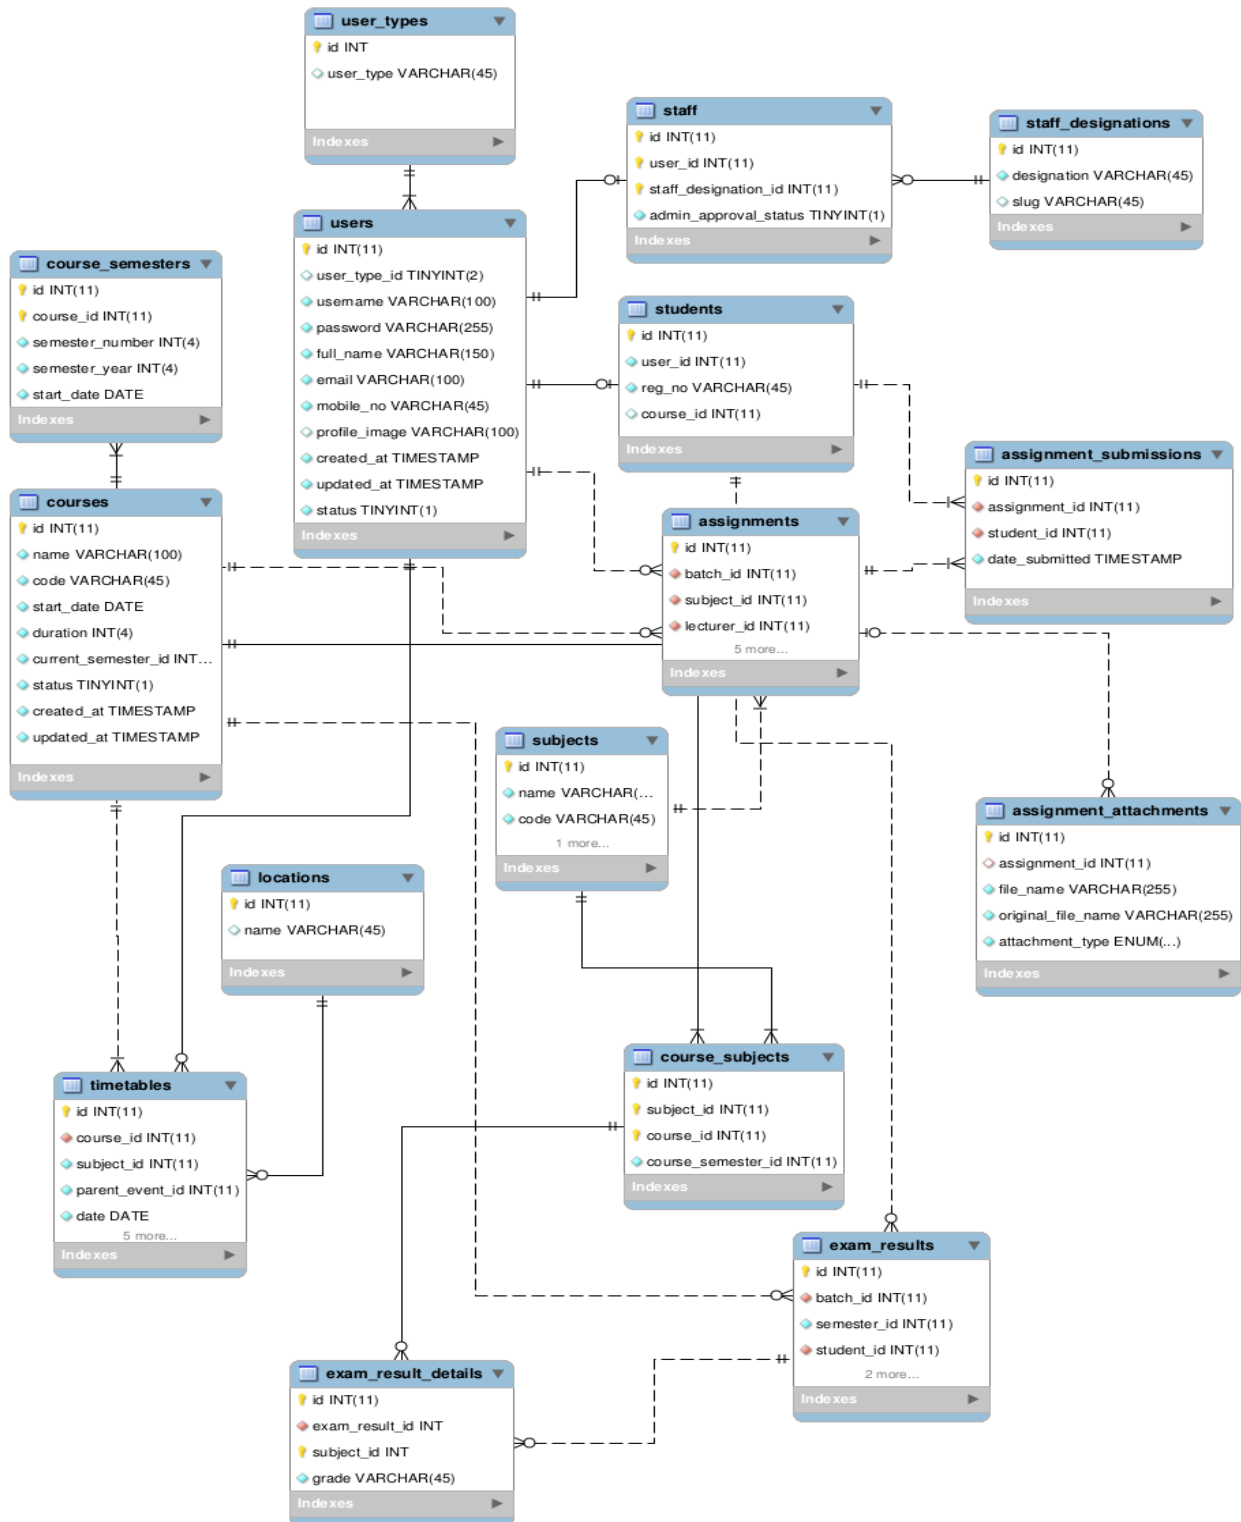 user_types
id INT
user_type VARCHAR(45)
Indexes
staff
id INT(11)
user_id INT(11)
staff_designation_id INT(11)
admin_approval_status TINYINT(1)
Indexes
staff_designations
id INT(11)
designation VARCHAR(45)
slug VARCHAR(45)
Indexes
users
id INT(11)
user_type_id TINYINT(2)
username VARCHAR(100)
password VARCHAR(255)
full_name VARCHAR(150)
email VARCHAR(100)
mobile_no VARCHAR(45)
profile_image VARCHAR(100)
created_at TIMESTAMP
updated_at TIMESTAMP
status TINYINT(1)
Indexes
course_semesters
id INT(11)
course_id INT(11)
semester_number INT(4)
semester_year INT(4)
start_date DATE
Indexes
students
id INT(11)
user_id INT(11)
reg_no VARCHAR(45)
course_id INT(11)
Indexes
assignment_submissions
id INT(11)
assignment_id INT(11)
student_id INT(11)
date_submitted TIMESTAMP
Indexes
courses
id INT(11)
name VARCHAR(100)
code VARCHAR(45)
start_date DATE
duration INT(4)
current_semester_id INT...
status TINYINT(1)
created_at TIMESTAMP
updated_at TIMESTAMP
Indexes
assignments
id INT(11)
batch_id INT(11)
subject_id INT(11)
lecturer_id INT(11)
5 more...
Indexes
subjects
id INT(11)
name VARCHAR(...
code VARCHAR(45)
1 more...
Indexes
assignment_attachments
id INT(11)
assignment_id INT(11)
file_name VARCHAR(255)
original_file_name VARCHAR(255)
attachment_type ENUM(...)
Indexes
locations
id INT(11)
name VARCHAR(45)
Indexes
course_subjects
id INT(11)
subject_id INT(11)
course_id INT(11)
course_semester_id INT(11)
Indexes
timetables
id INT(11)
course_id INT(11)
subject_id INT(11)
parent_event_id INT(11)
date DATE
5 more...
Indexes
exam_results
id INT(11)
batch_id INT(11)
semester_id INT(11)
student_id INT(11)
2 more...
Indexes
exam_result_details
id INT(11)
exam_result_id INT
subject_id INT
grade VARCHAR(45)
Indexes